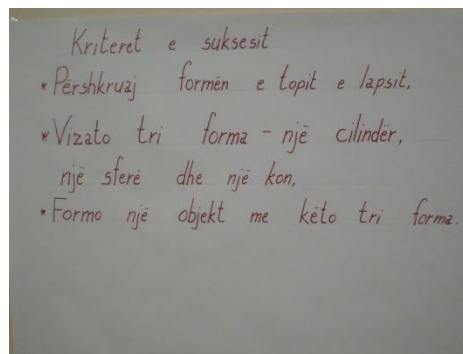 Kriteret e suksesit
* Përshkruaj formën e topit e lapsit,
* Vizato tri forma - një cilindër,
një sferë dhe një kon,
* Formo një objekt me këto tri forma.